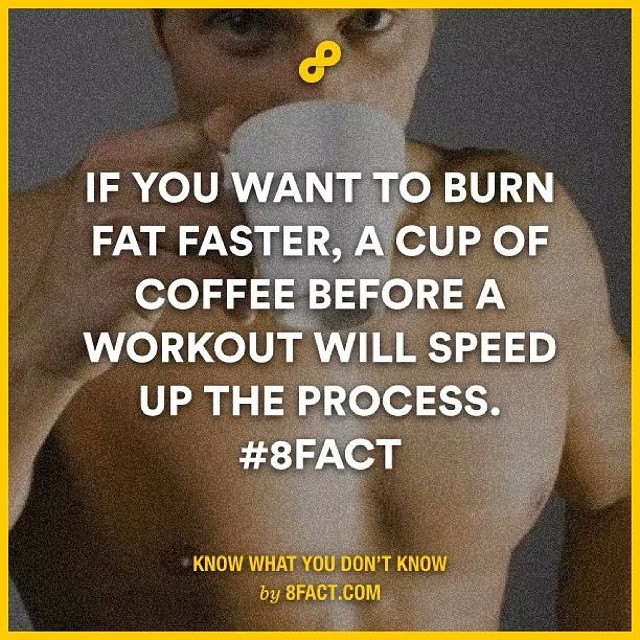 IF YOU WANT TO BURN
FAT FASTER, A CUP OF
COFFEE BEFORE A
WORKOUT WILL SPEED
UP THE PROCESS.
#8FACT
KNOW WHAT YOU DON'T KNOW
by 8FACT.COM